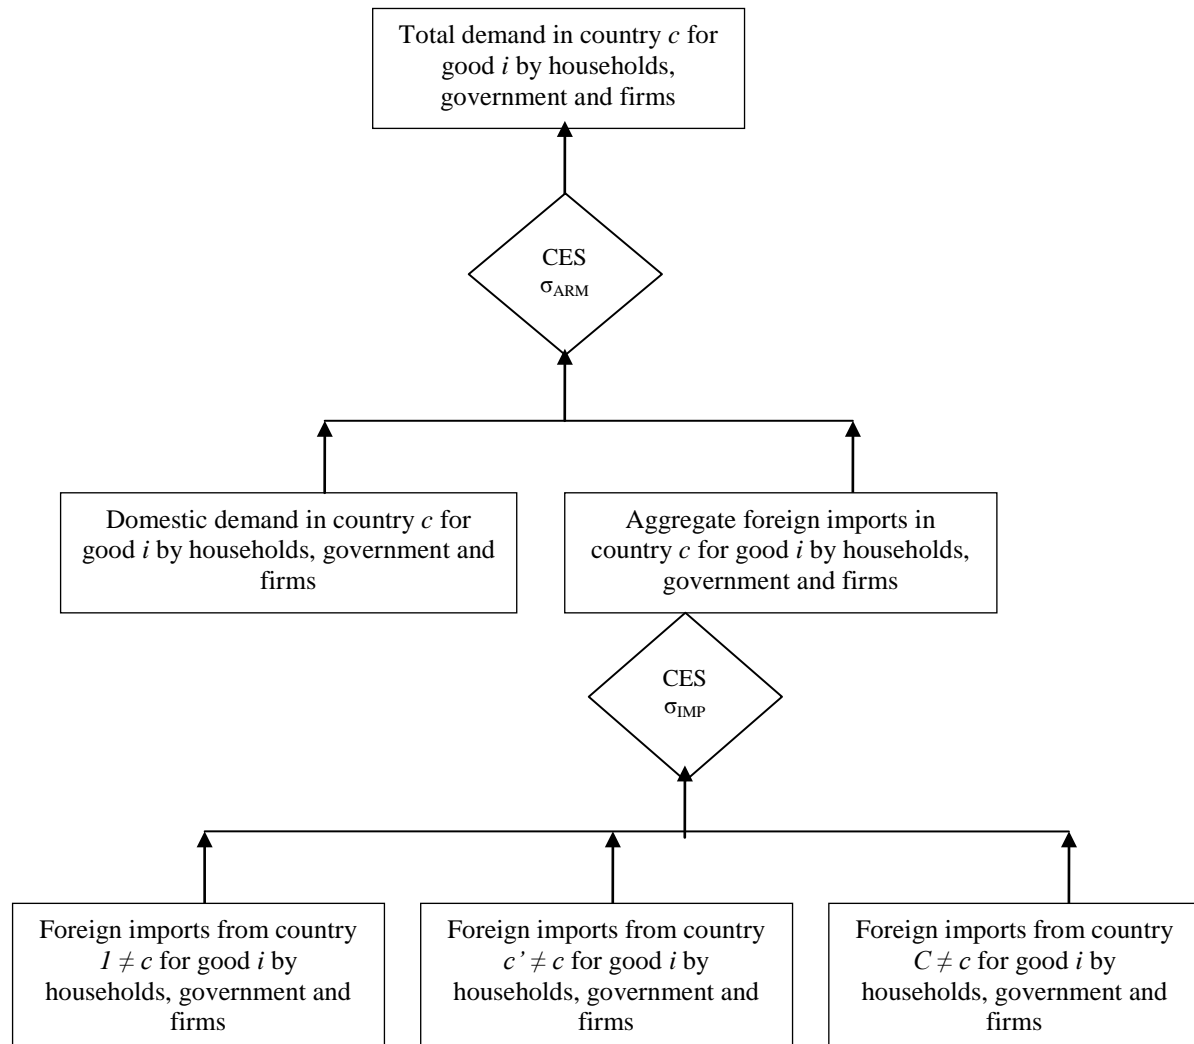 Total demand in country c for
good i by households,
government and firms
CES
σARM
Domestic demand in country c for
good i by households, government and
firms
Aggregate foreign imports in
country c for good i by households,
government and firms
CES
σIMP
Foreign imports from country
1 ≠ c for good i by
households, government and
firms
Foreign imports from country
c’ ≠ c for good i by
households, government and
firms
Foreign imports from country
C ≠ c for good i by
households, government and
firms